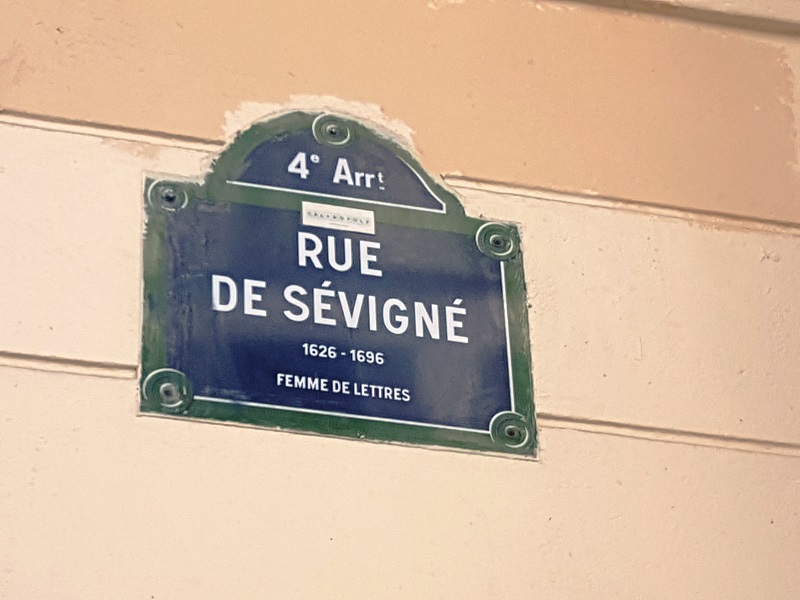 4e Arrt
RUE
DE SÉVIGNÉ
1626 - 1696
FEMME DE LETTRES